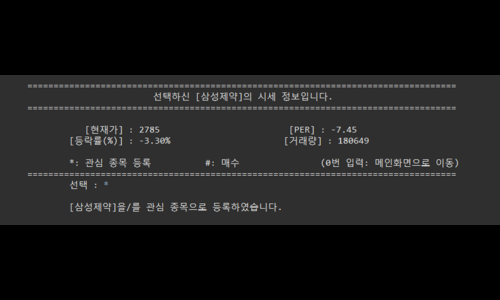 ================================================================================
선택하신 [삼성제약]의 시세 정보입니다.
================================================================================
[현재가] : 2785 [PER] : -7.45
[등락률(%)] : -3.30% [거래량] : 180649
*: 관심 종목 등록 #: 매수 (0번 입력: 메인화면으로 이동)
================================================================================
선택 : *
[삼성제약]을/를 관심 종목으로 등록하였습니다.